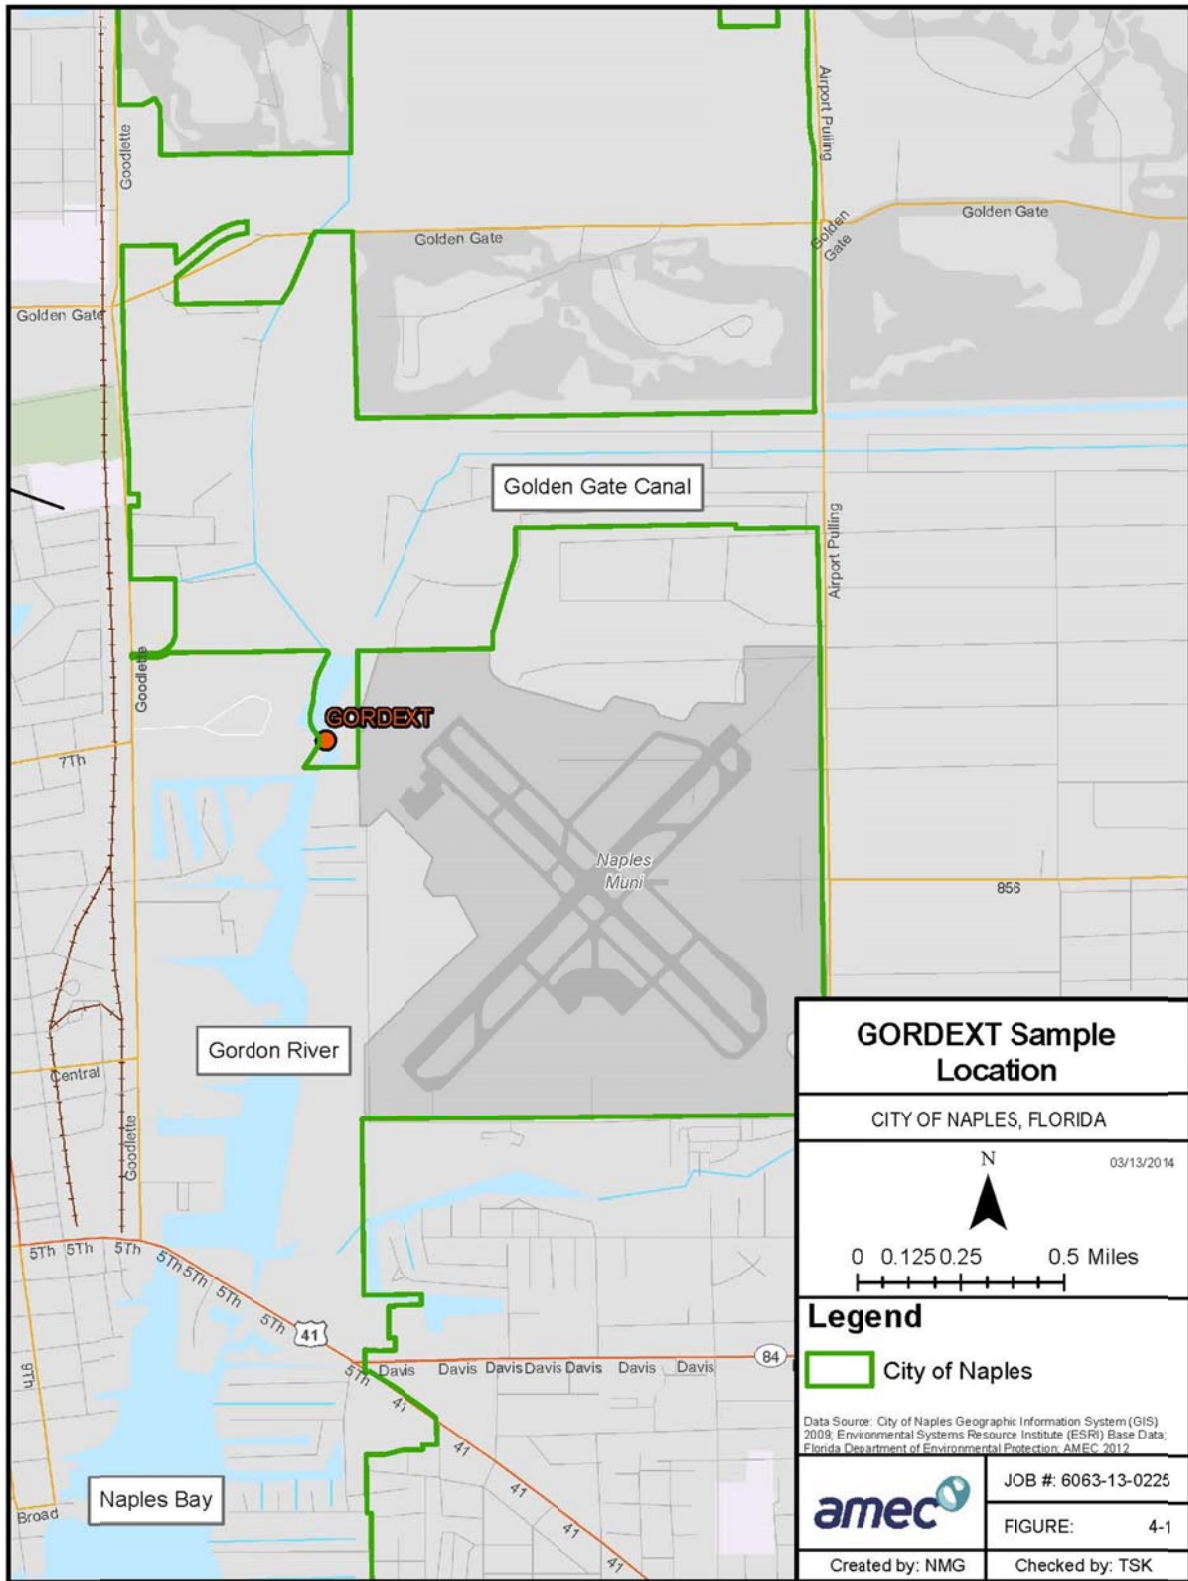 Airport Pulling
Goodlette
Golden Gate
Golden Gate
Golden
Gate
Golden Gate
Golden Gate Canal
Airport Pulling
Goodlette
GORDEXT
7Th
Naples
Muni
856
Gordon River
Central
Goodlette
5Th 5Th 5Th 5Th 5Th 5Th 5Th 5Th
41
84
Davis Davis Davis Davis Davis Davis Davis
41
41
41
41
41
9Th
Broad
Naples Bay
GORDEXT Sample
Location
CITY OF NAPLES, FLORIDA
N
03/13/2014
0 0.125 0.25 0.5 Miles
Legend
City of Naples
Data Source: City of Naples Geographic Information System (GIS)
2009; Environmental Systems Resource Institute (ESRI) Base Data;
Florida Department of Environmental Protection; AMEC 2012
amec
JOB #: 6063-13-0225
FIGURE: 4-1
Created by: NMG
Checked by: TSK